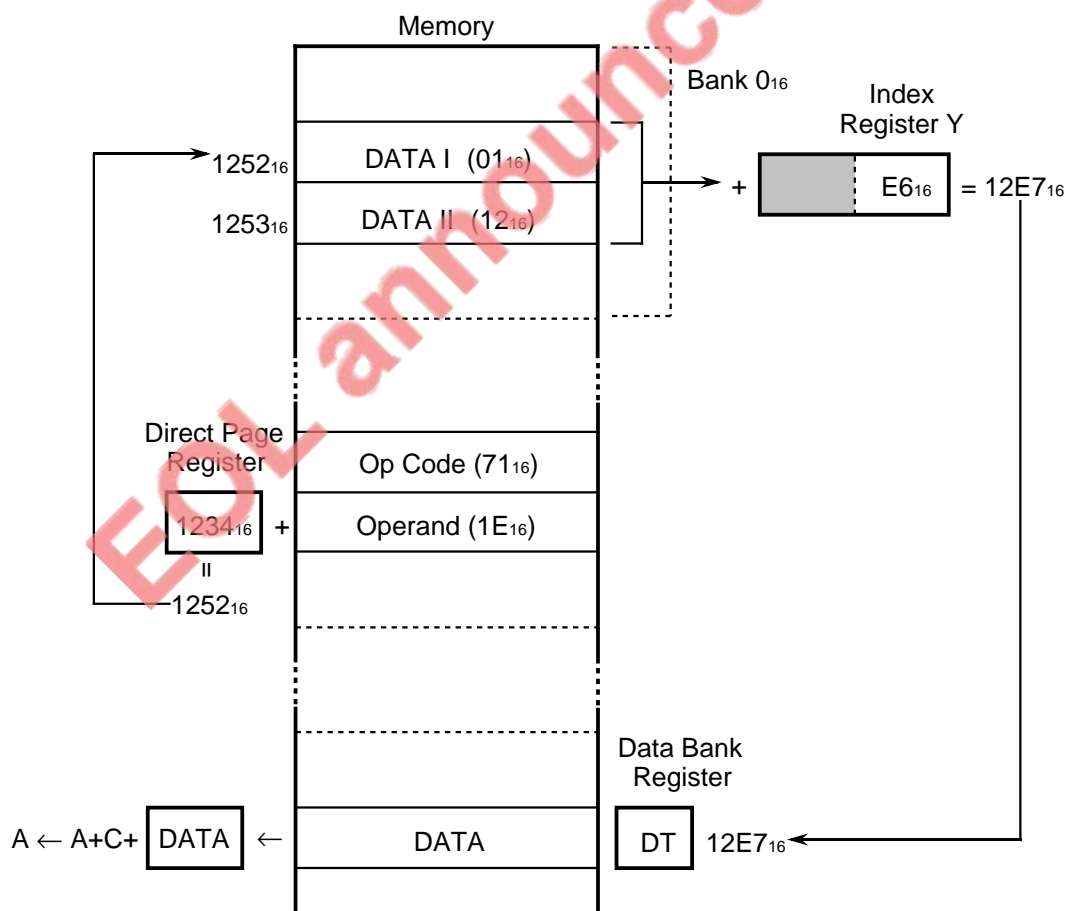 Memory
Bank 0₁₆
Index
Register Y
1252₁₆
DATA I (01₁₆)
+
E6₁₆
= 12E7₁₆
1253₁₆
DATA II (12₁₆)
Direct Page
Register
Op Code (71₁₆)
1234₁₆
+
Operand (1E₁₆)
=
1252₁₆
Data Bank
Register
A ← A+C+
DATA
←
DATA
DT
12E7₁₆
EOL announce